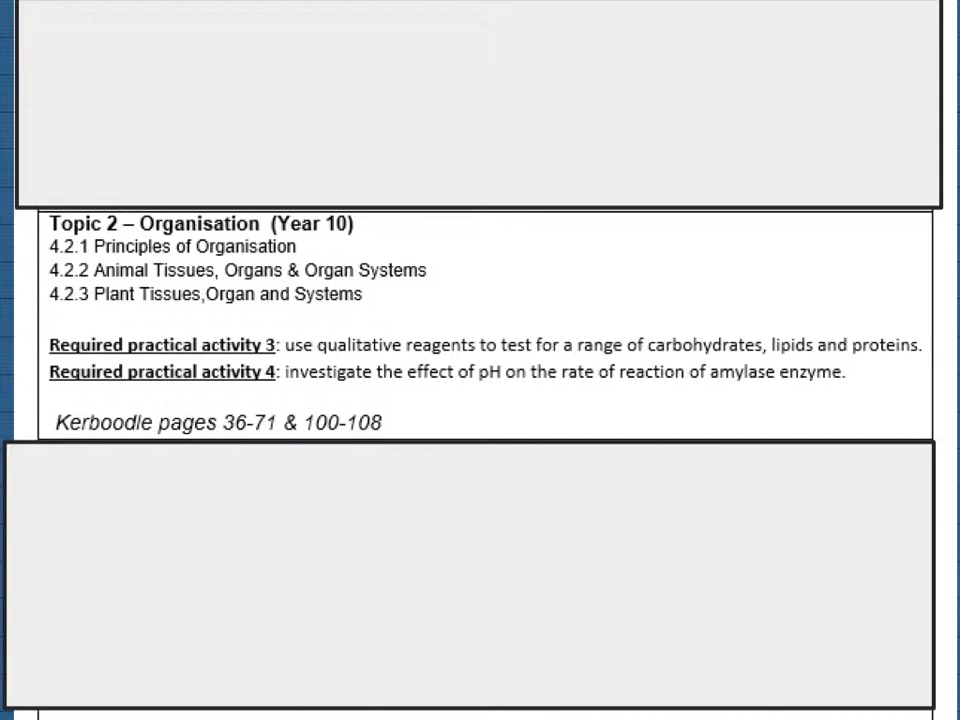 Topic 2 – Organisation  (Year 10)
4.2.1 Principles of Organisation
4.2.2 Animal Tissues, Organs & Organ Systems
4.2.3 Plant Tissues,Organ and Systems
Required practical activity 3: use qualitative reagents to test for a range of carbohydrates, lipids and proteins.
Required practical activity 4: investigate the effect of pH on the rate of reaction of amylase enzyme.
Kerboodle pages 36-71 & 100-108